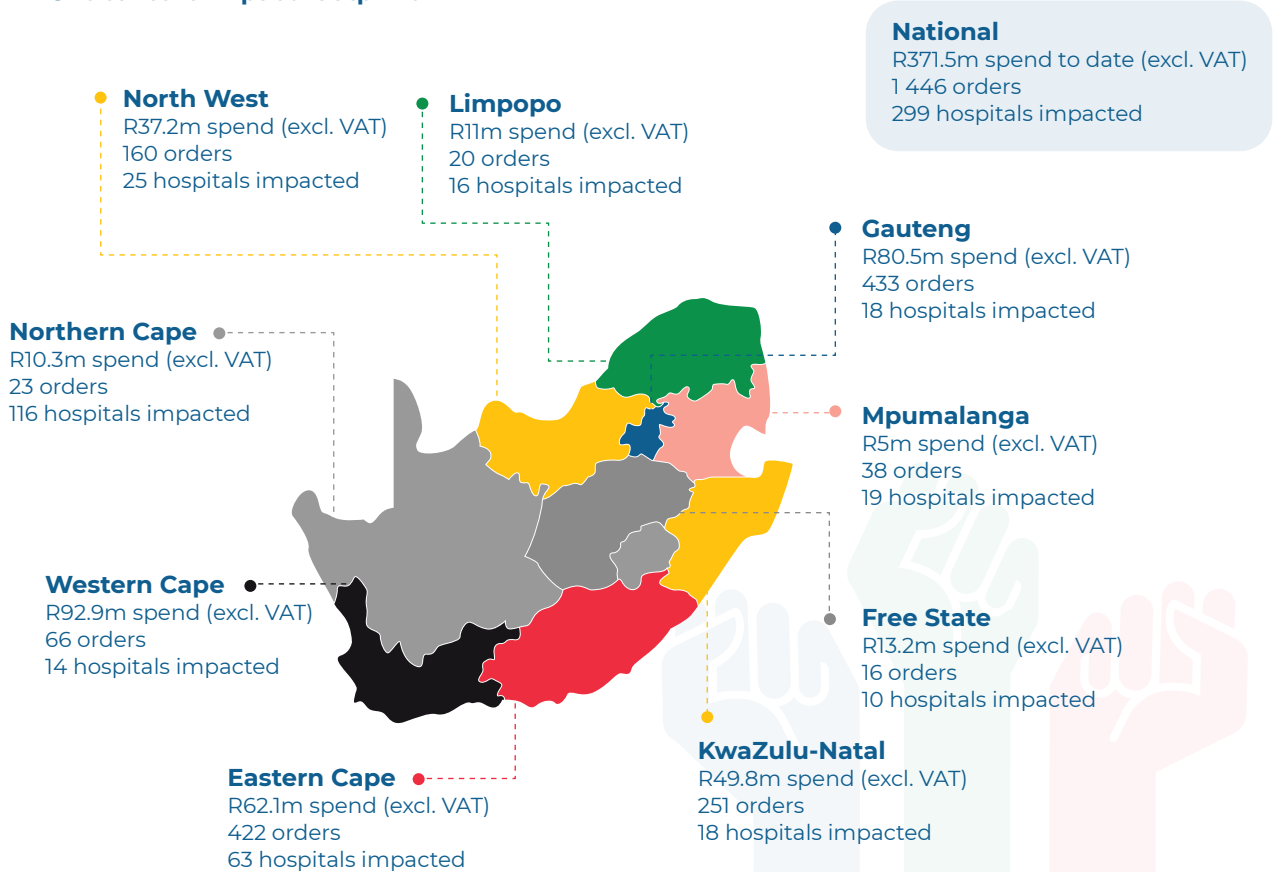 National
R371.5m spend to date (excl. VAT)
1 446 orders
299 hospitals impacted
North West
R37.2m spend (excl. VAT)
160 orders
25 hospitals impacted
Limpopo
R11m spend (excl. VAT)
20 orders
16 hospitals impacted
Gauteng
R80.5m spend (excl. VAT)
433 orders
18 hospitals impacted
Northern Cape
R10.3m spend (excl. VAT)
23 orders
116 hospitals impacted
Mpumalanga
R5m spend (excl. VAT)
38 orders
19 hospitals impacted
Western Cape
R92.9m spend (excl. VAT)
66 orders
14 hospitals impacted
Free State
R13.2m spend (excl. VAT)
16 orders
10 hospitals impacted
KwaZulu-Natal
R49.8m spend (excl. VAT)
251 orders
18 hospitals impacted
Eastern Cape
R62.1m spend (excl. VAT)
422 orders
63 hospitals impacted